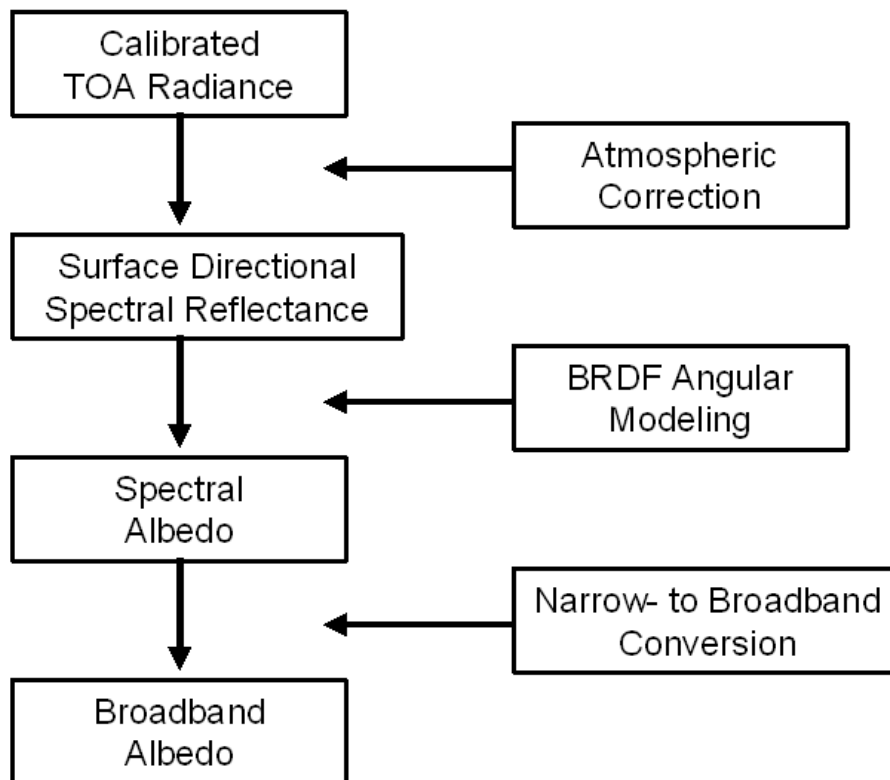 Calibrated
TOA Radiance
Atmospheric
Correction
Surface Directional
Spectral Reflectance
BRDF Angular
Modeling
Spectral
Albedo
Narrow- to Broadband
Conversion
Broadband
Albedo